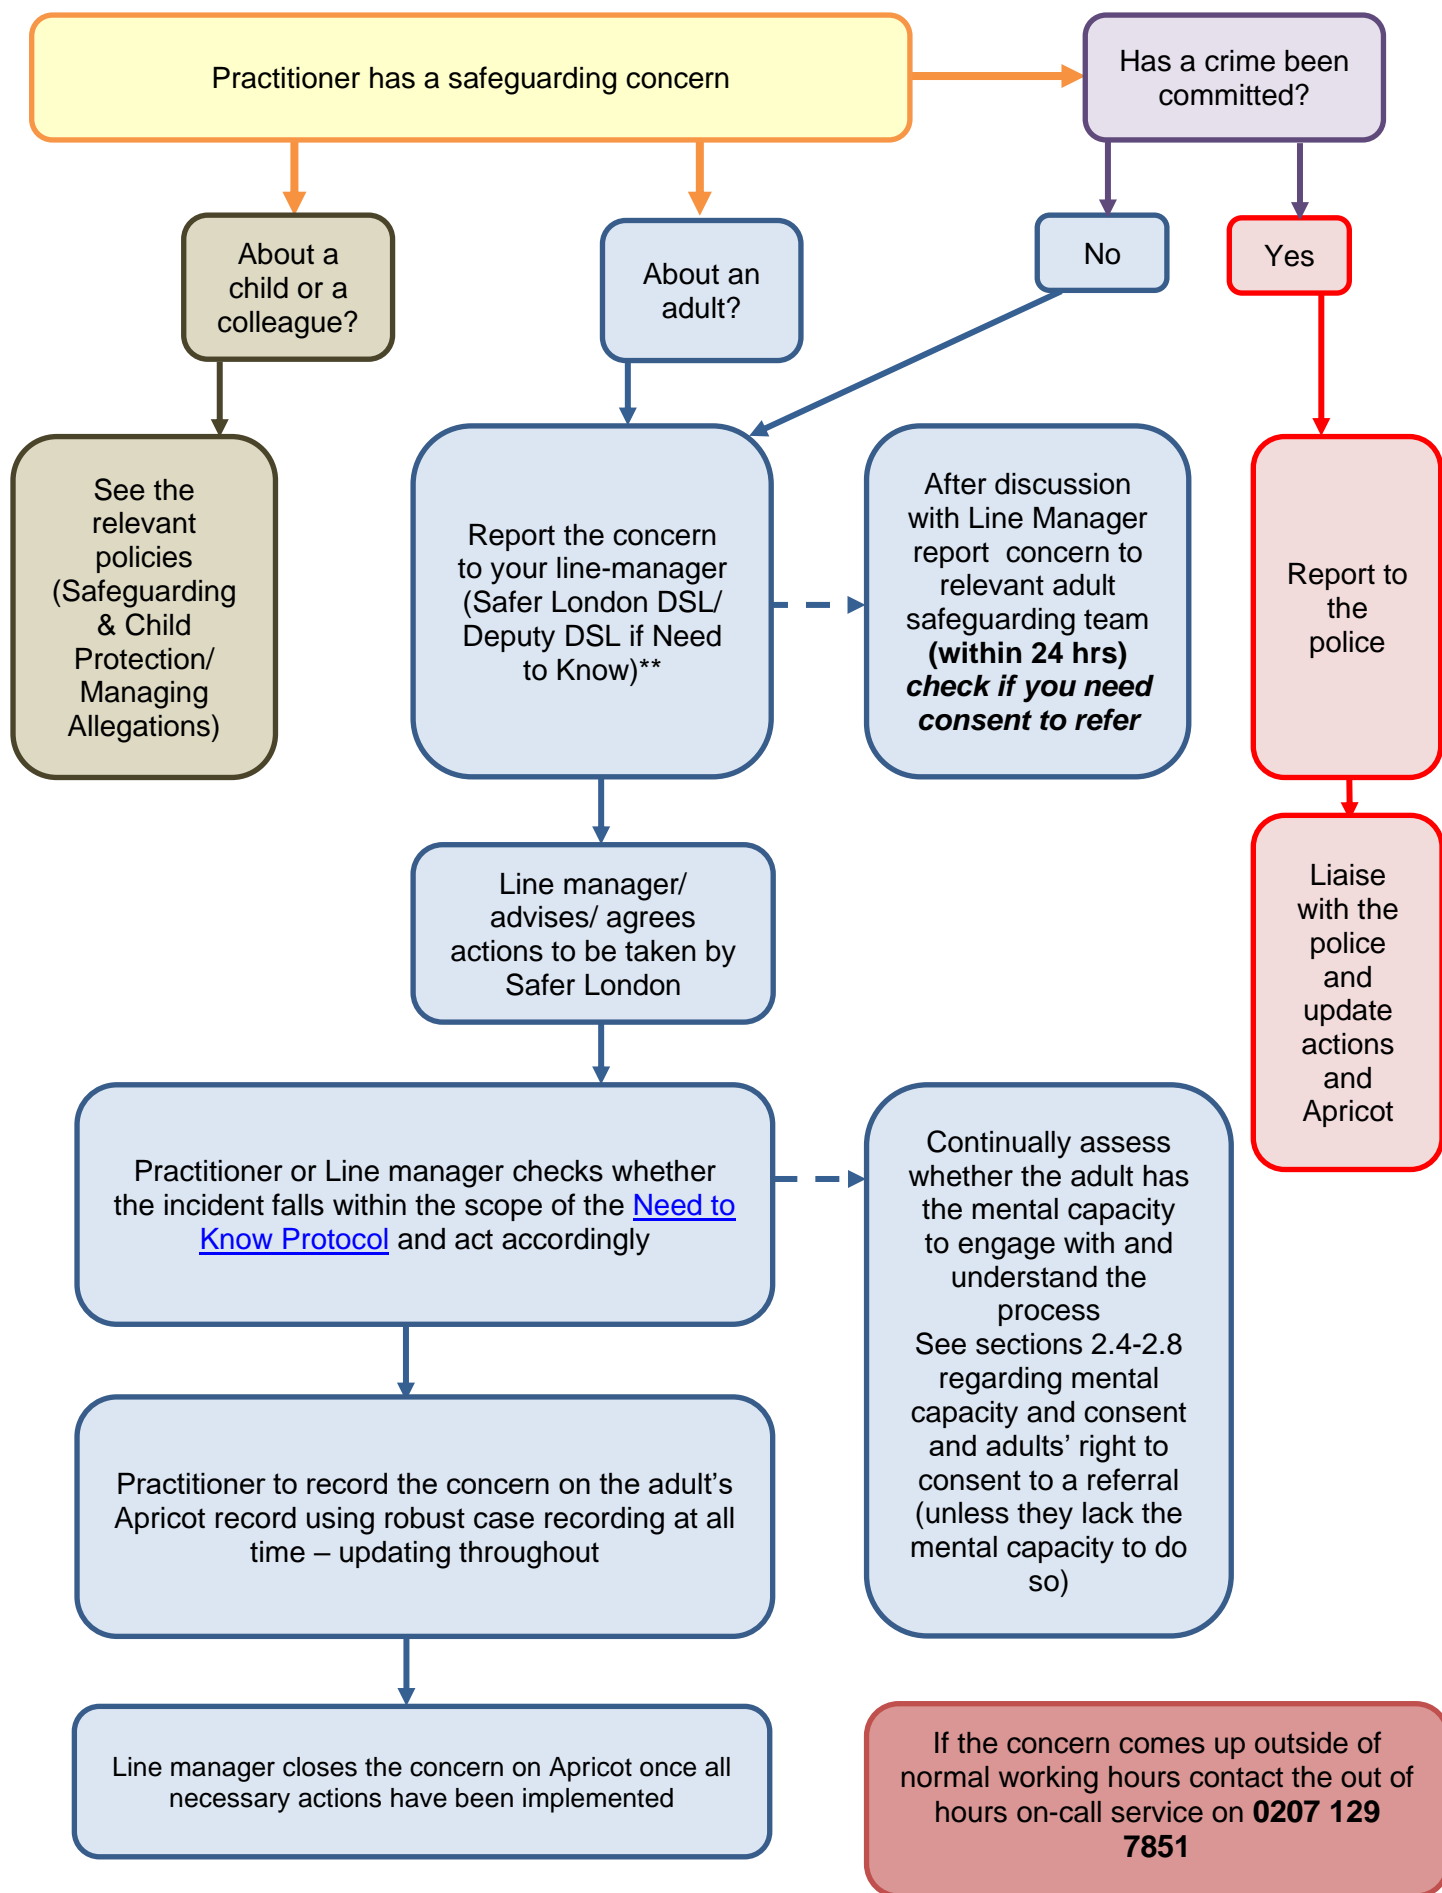 Practitioner has a safeguarding concern
Has a crime been
committed?
About a
child or a
colleague?
About an
adult?
No
Yes
See the
relevant
policies
(Safeguarding
& Child
Protection/
Managing
Allegations)
Report the concern
to your line-manager
(Safer London DSL/
Deputy DSL if Need
to Know)**
After discussion
with Line Manager
report  concern to
relevant adult
safeguarding team
(within 24 hrs)
check if you need
consent to refer
Report to
the
police
Line manager/
advises/ agrees
actions to be taken by
Safer London
Liaise
with the
police
and
update
actions
and
Apricot
Practitioner or Line manager checks whether
the incident falls within the scope of the Need to
Know Protocol and act accordingly
Continually assess
whether the adult has
the mental capacity
to engage with and
understand the
process
See sections 2.4-2.8
regarding mental
capacity and consent
and adults’ right to
consent to a referral
(unless they lack the
mental capacity to do
so)
Practitioner to record the concern on the adult’s
Apricot record using robust case recording at all
time – updating throughout
Line manager closes the concern on Apricot once all
necessary actions have been implemented
If the concern comes up outside of
normal working hours contact the out of
hours on-call service on 0207 129
7851